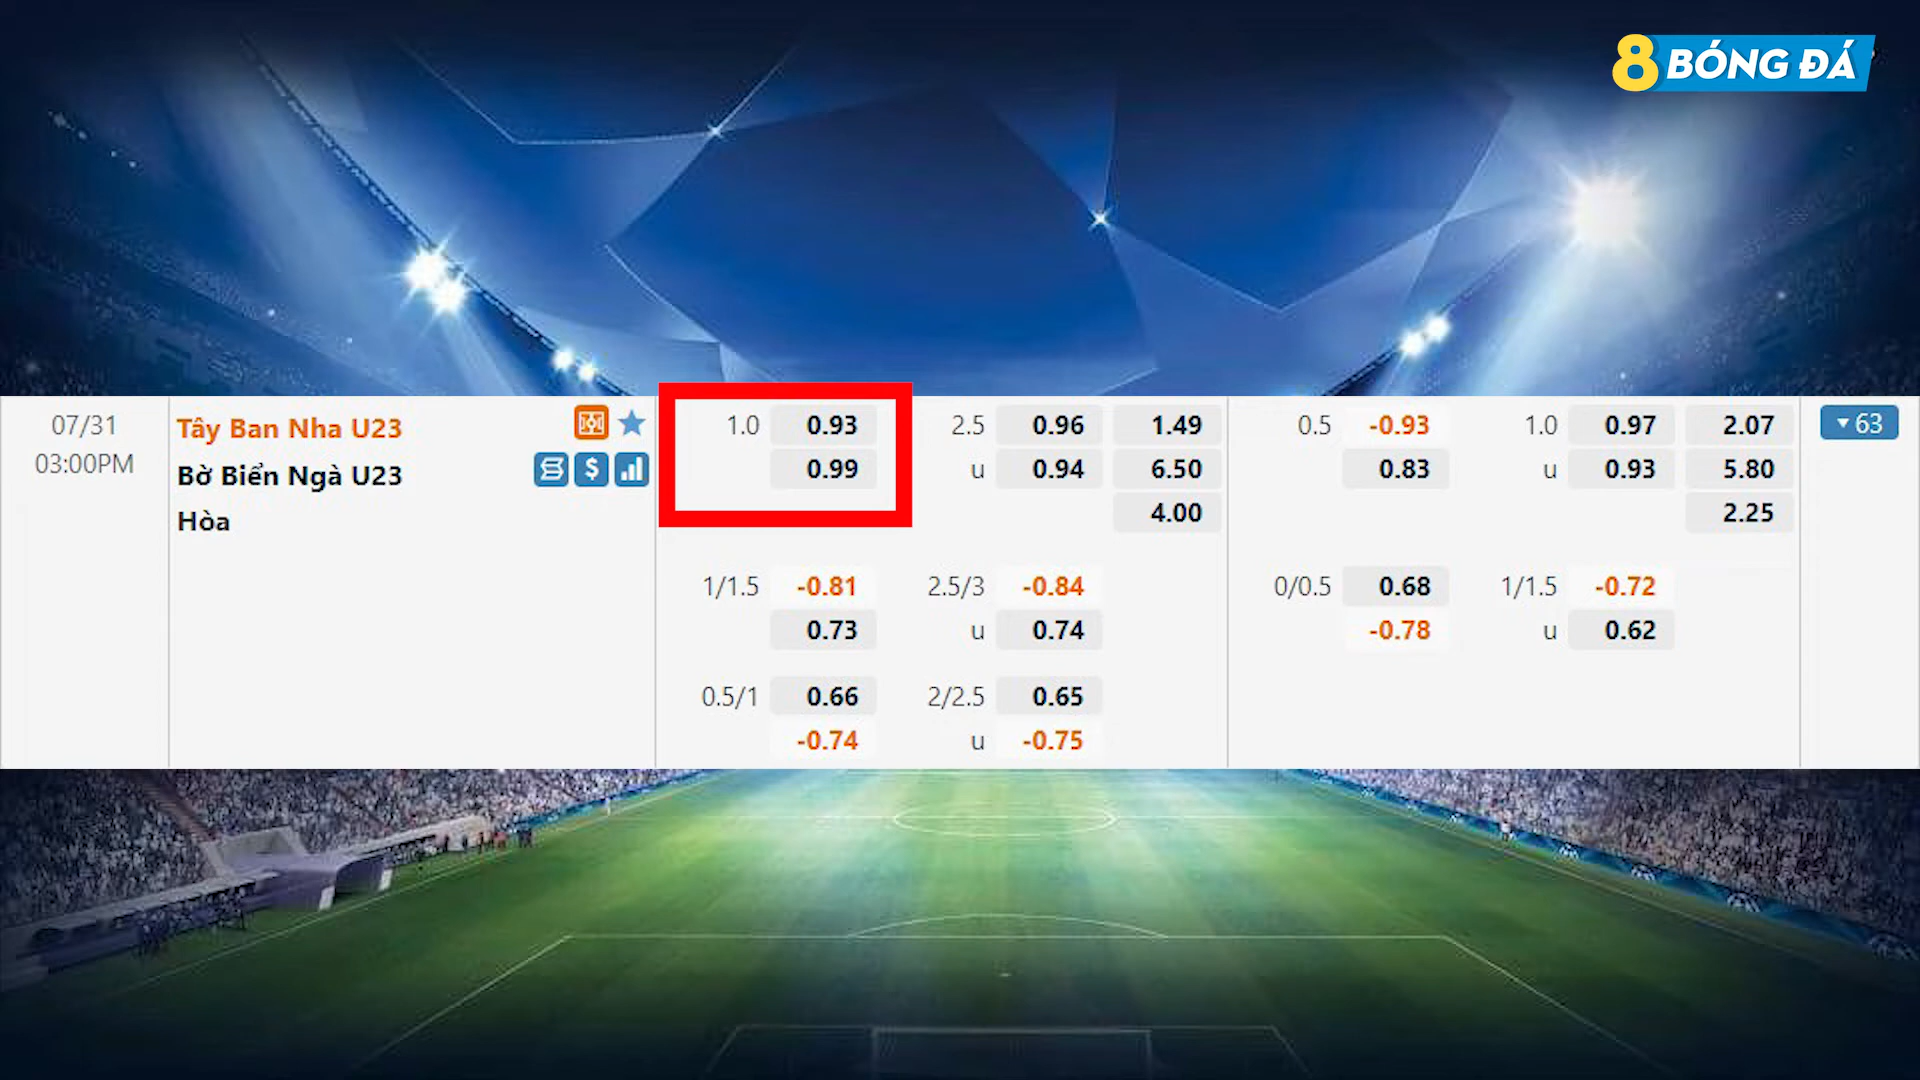 8 BÓNG ĐÁ
07/31 Tây Ban Nha U23 1.0 0.93 2.5 0.96 1.49 0.5 -0.93 1.0 0.97 2.07 63
03:00PM Bờ Biển Ngà U23 $ 0.99 u 0.94 6.50 0.83 u 0.93 5.80
Hòa 4.00 2.25
1/1.5 -0.81 2.5/3 -0.84 0/0.5 0.68 1/1.5 -0.72
0.73 u 0.74 -0.78 u 0.62
0.5/1 0.66 2/2.5 0.65
-0.74 u -0.75